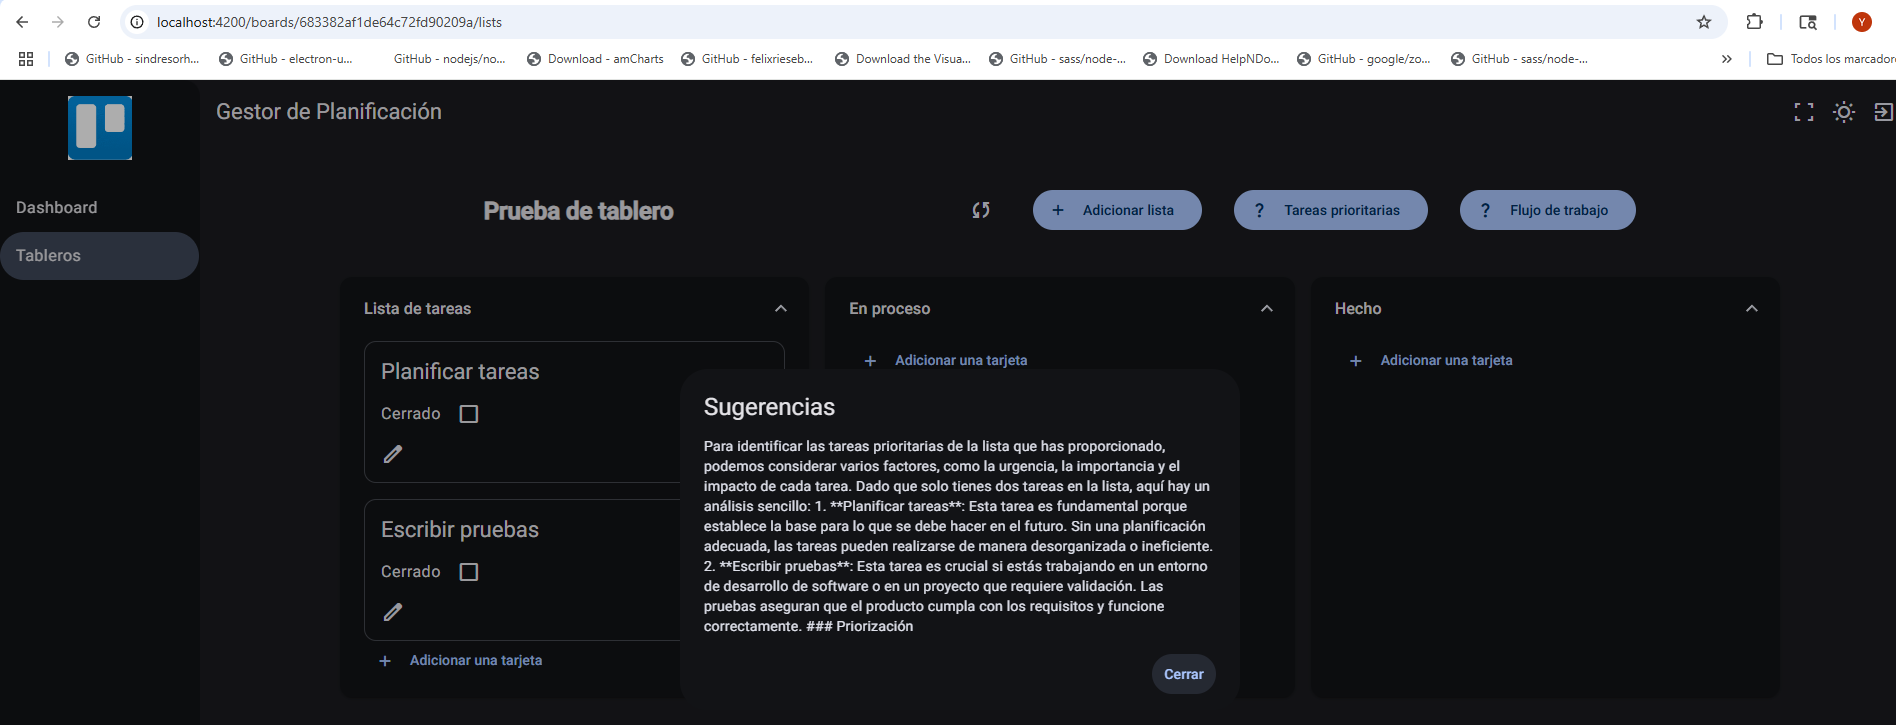 localhost:4200/boards/683382af1de64c72fd90209a/lists
Y
GitHub - sindresorh...
GitHub - electron-u...
GitHub - nodejs/no...
Download - amCharts
GitHub - felixrieseb...
Download the Visua...
GitHub - sass/node-...
Download HelpNDo...
GitHub - google/zo...
GitHub - sass/node-...
Todos los marcador
Gestor de Planificación
Dashboard
Tableros
Prueba de tablero
+ Adicionar lista
? Tareas prioritarias
? Flujo de trabajo
Lista de tareas
En proceso
Hecho
Planificar tareas
Cerrado
+ Adicionar una tarjeta
+ Adicionar una tarjeta
Escribir pruebas
Cerrado
+ Adicionar una tarjeta
Sugerencias
Para identificar las tareas prioritarias de la lista que has proporcionado,
podemos considerar varios factores, como la urgencia, la importancia y el
impacto de cada tarea. Dado que solo tienes dos tareas en la lista, aquí hay un
análisis sencillo: 1. **Planificar tareas**: Esta tarea es fundamental porque
establece la base para lo que se debe hacer en el futuro. Sin una planificación
adecuada, las tareas pueden realizarse de manera desorganizada o ineficiente.
2. **Escribir pruebas**: Esta tarea es crucial si estás trabajando en un entorno
de desarrollo de software o en un proyecto que requiere validación. Las
pruebas aseguran que el producto cumpla con los requisitos y funcione
correctamente. ### Priorización
Cerrar